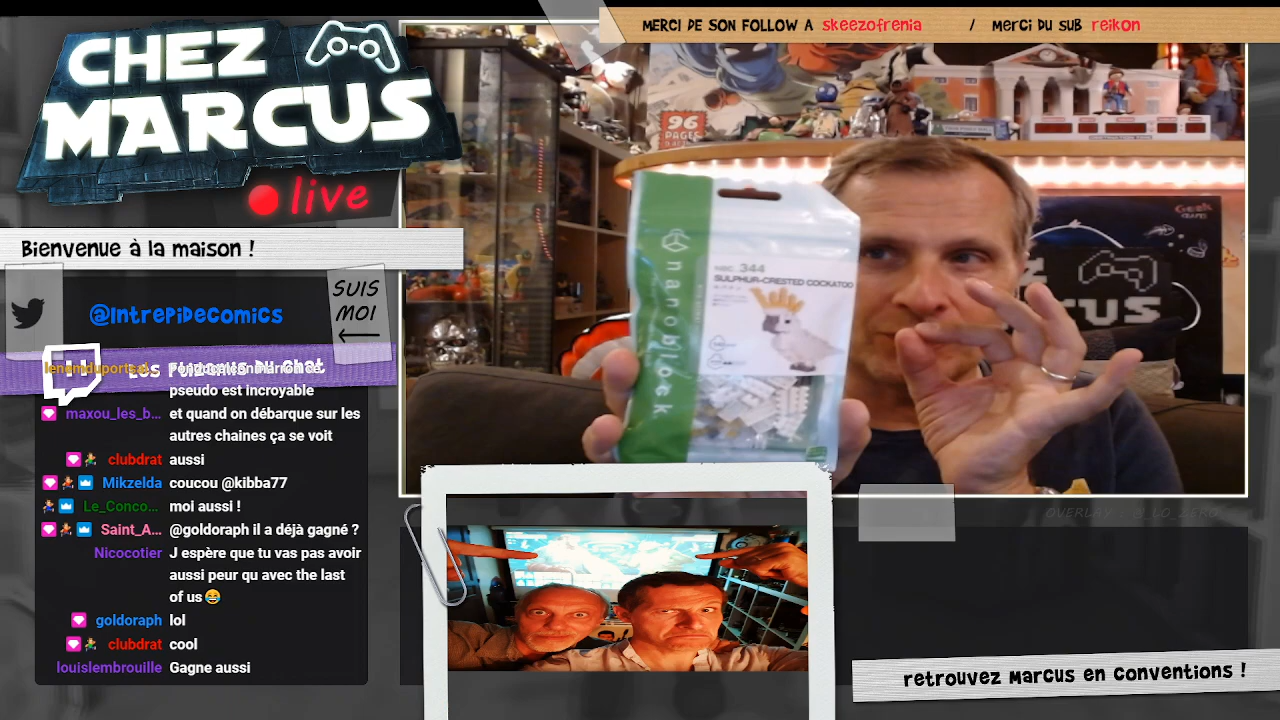 MERCI DE SON FOLLOW A skeezofrenia / MERCI DU SUB reikon
CHEZ
MARCUS
live
Bienvenue à la maison !
@IntrepideComics
SUIS
MOI
pseudo est incroyable
maxou_les_b... et quand on débarque sur les
autres chaines ça se voit
clubdrat aussi
Mikzelda coucou @kibba77
Le_Conco... moi aussi !
Saint_A... @goldoraph il a déjà gagné ?
Nicocotier J espère que tu vas pas avoir
aussi peur qu avec the last
of us 😂
goldoraph lol
clubdrat cool
louislembrouille Gagne aussi
96
PAGES
nanoblock
NBC_344
SULPHUR-CRESTED COCKATOO
OVERLAY - @_LO_ZERO_
retrouvez Marcus en conventions !